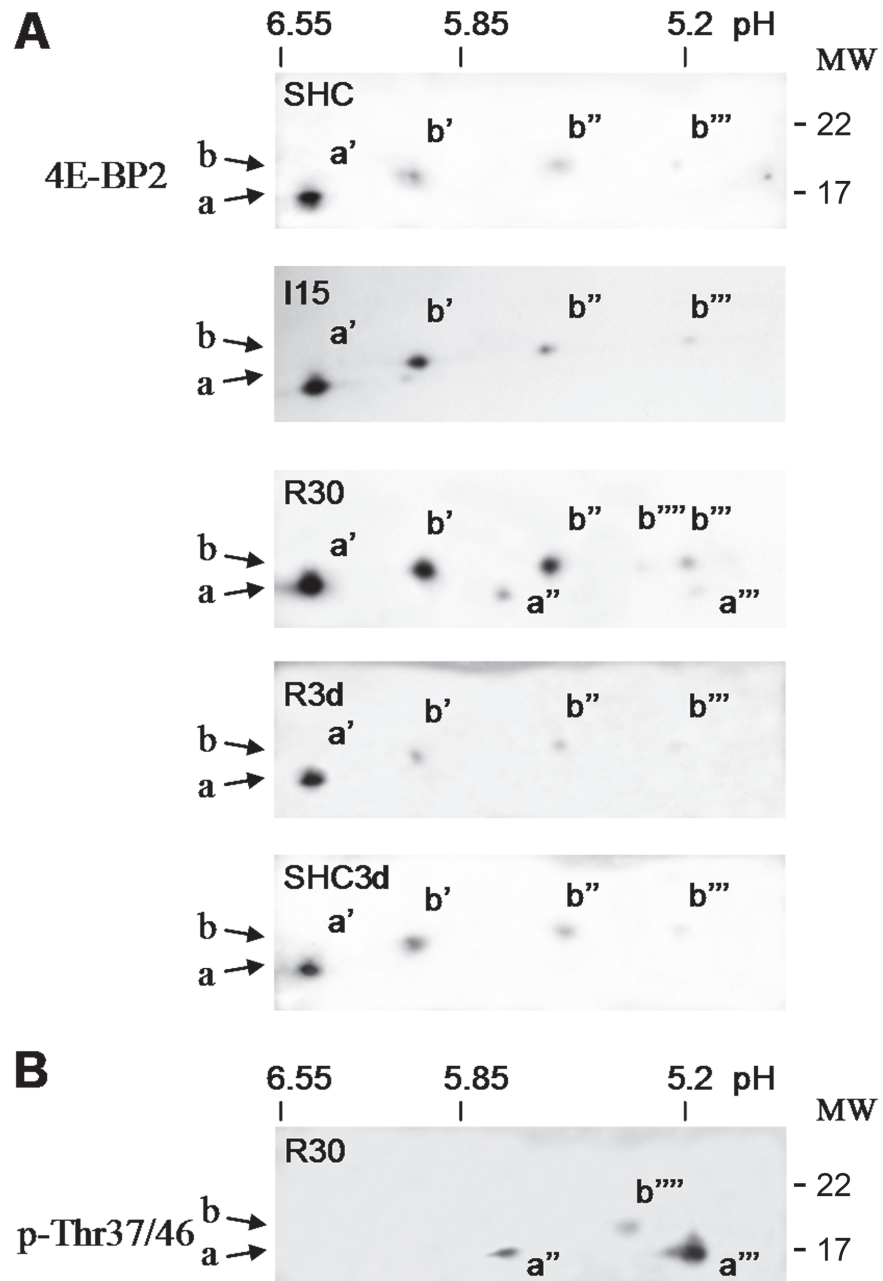 A
6.55 5.85 5.2 pH
MW
SHC
a’ b’ b’’ b’’’
22
17
4E-BP2
b
a
I15
a’ b’ b’’ b’’’
b
a
R30
a’ b’ b’’ b’’’’ b’’’
a’’ a’’’
b
a
R3d
a’ b’ b’’ b’’’
b
a
SHC3d
a’ b’ b’’ b’’’
b
a
B
6.55 5.85 5.2 pH
MW
R30
b’’’’
22
p-Thr37/46
b
a
a’’ a’’’
17